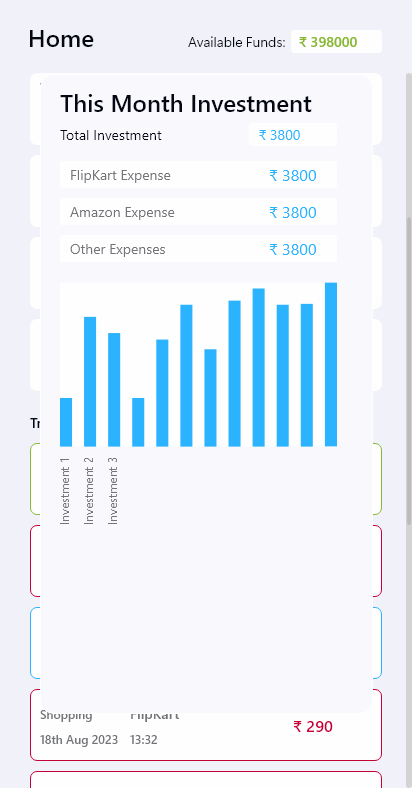 Home
Available Funds: ₹ 398000
This Month Investment
Total Investment ₹ 3800
FlipKart Expense ₹ 3800
Amazon Expense ₹ 3800
Other Expenses ₹ 3800
Investment 1
Investment 2
Investment 3
Shopping FlipKart
₹ 290
18th Aug 2023 13:32